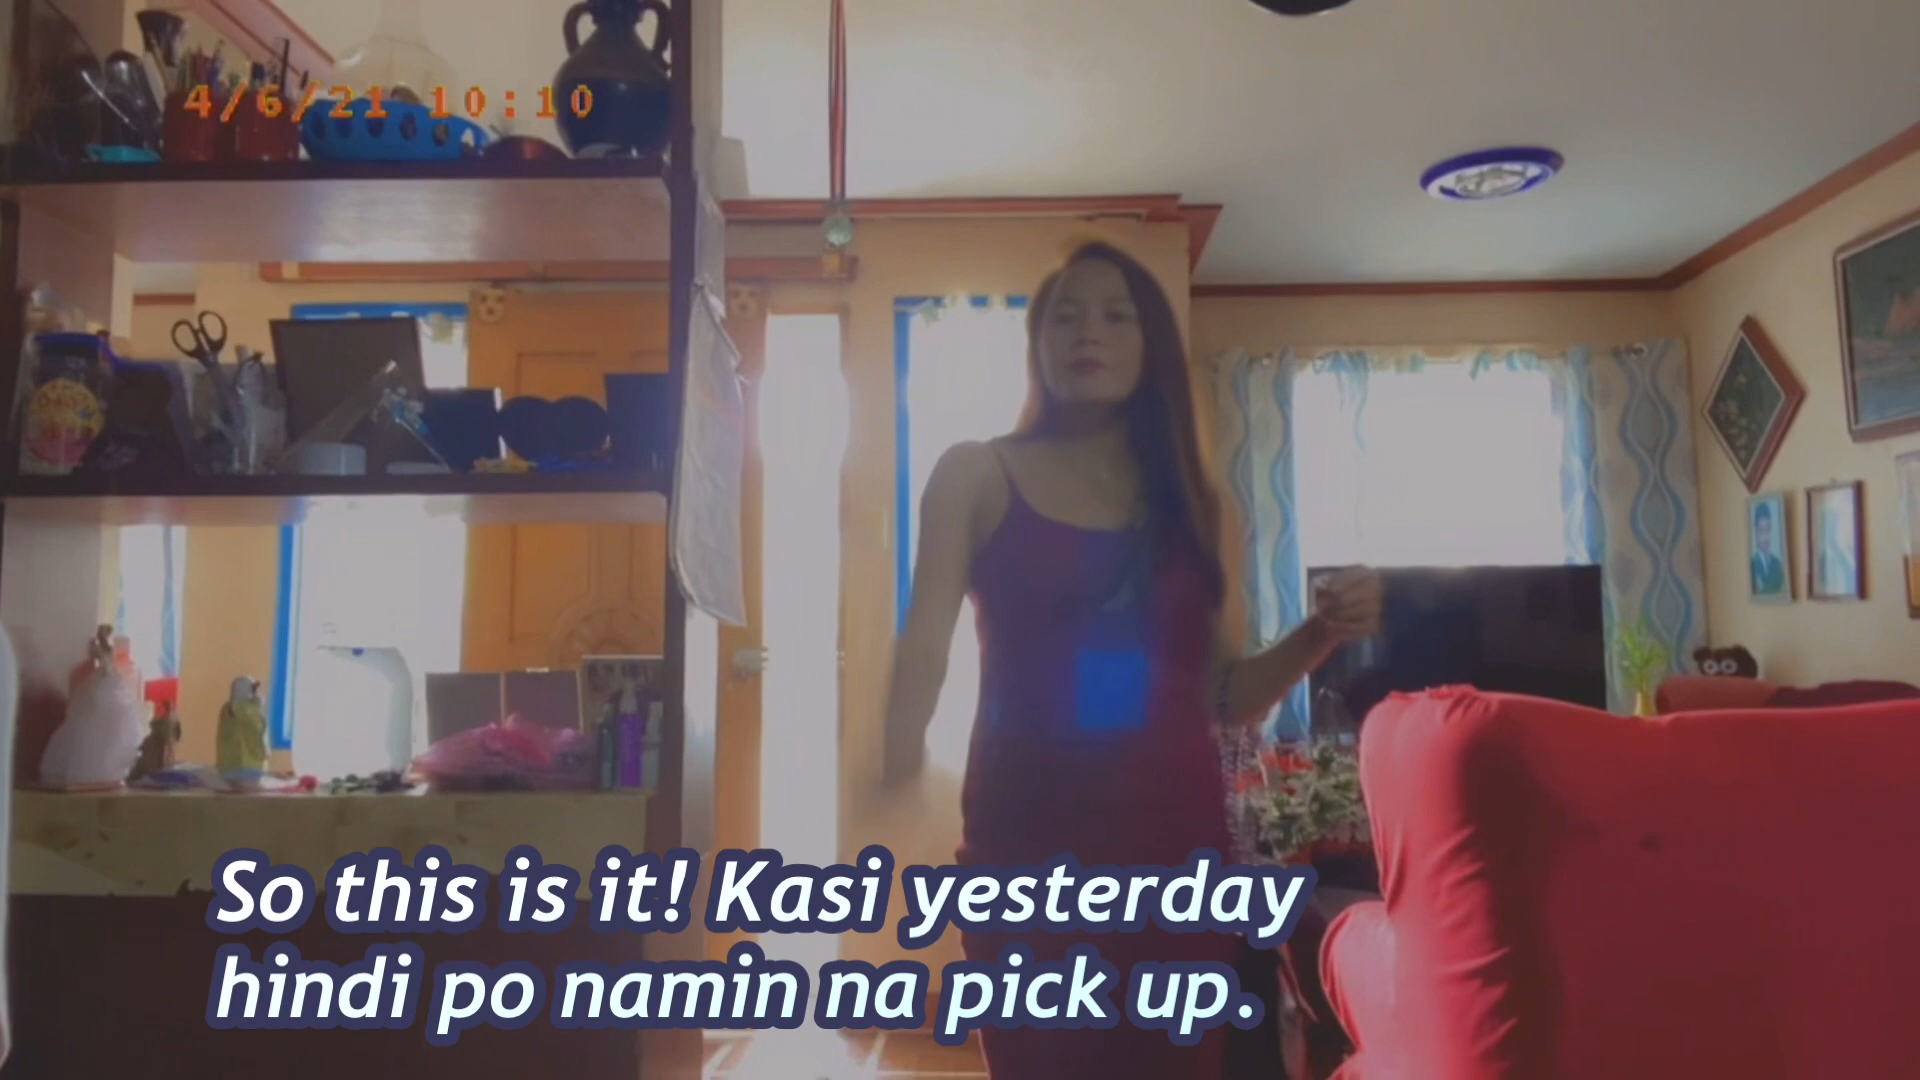 4/6/21 10:10
So this is it! Kasi yesterday
hindi po namin na pick up.